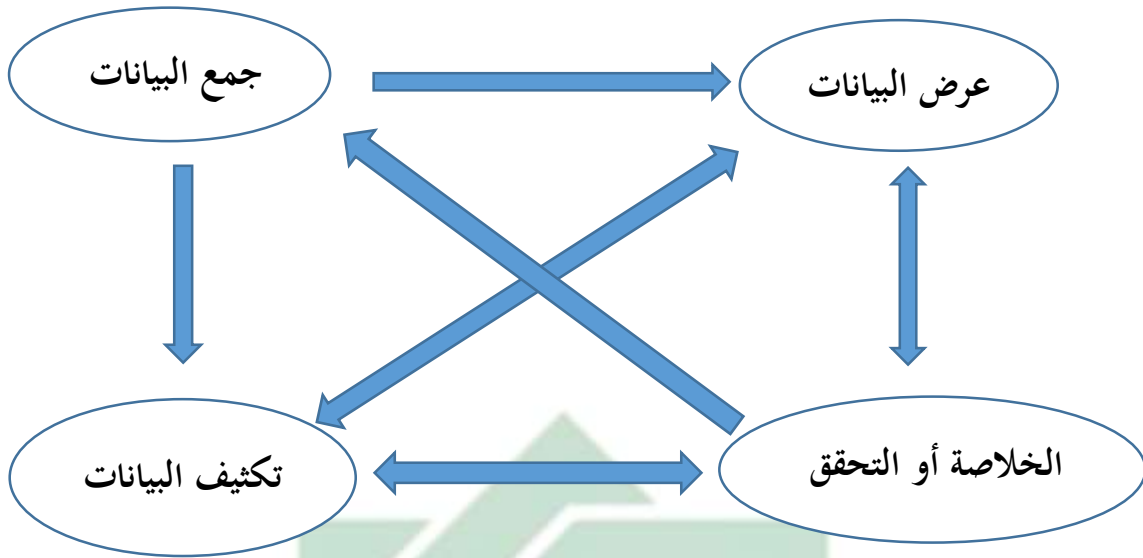 جمع البيانات
عرض البيانات
تكثيف البيانات
الخلاصة أو التحقق